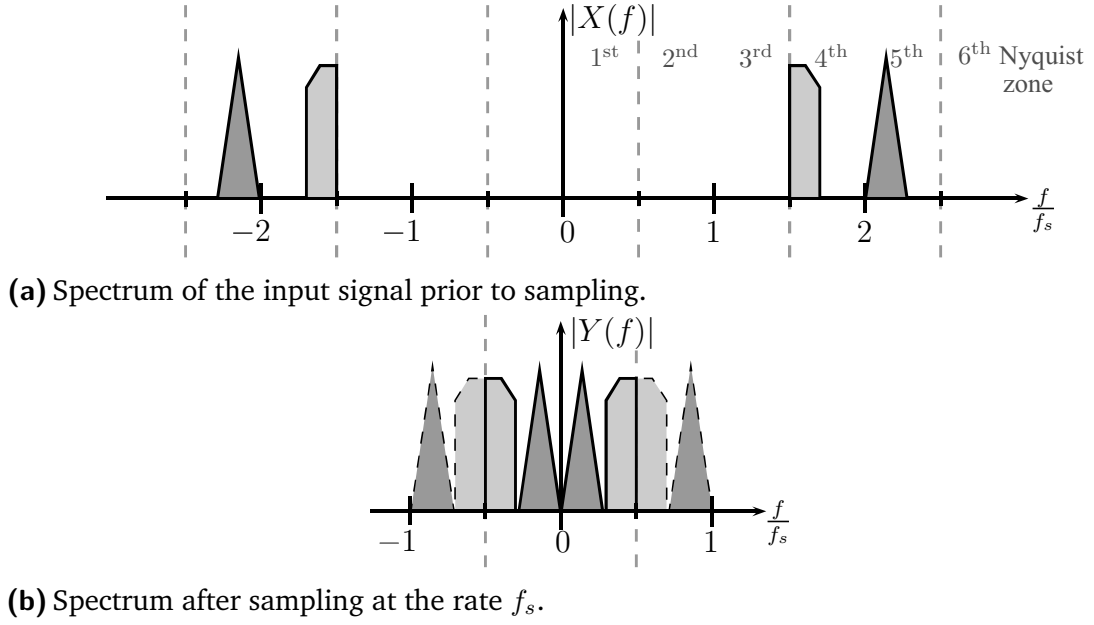 |X(f)|
1st 2nd 3rd 4th 5th 6th Nyquist
zone
−2 −1 0 1 2 f/fs
(a) Spectrum of the input signal prior to sampling.
|Y(f)|
−1 0 1 f/fs
(b) Spectrum after sampling at the rate fs.